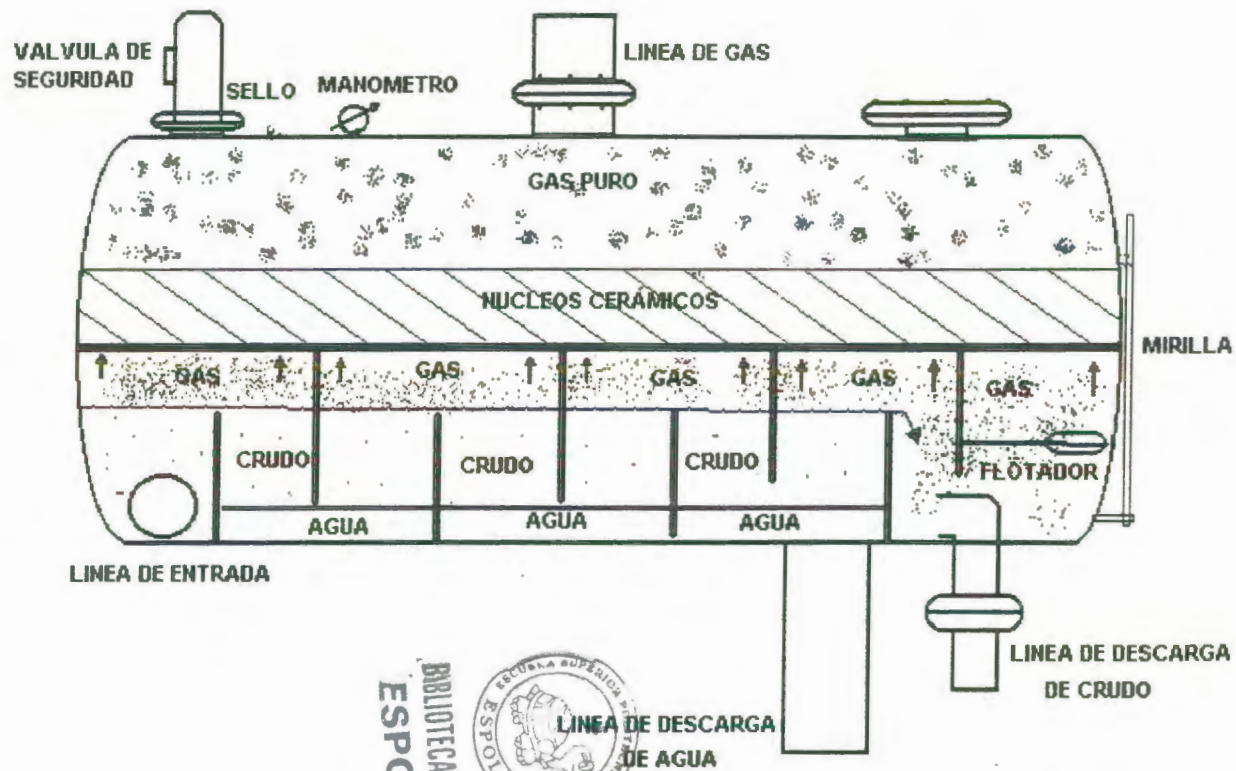 VALVULA DE
SEGURIDAD
SELLO
MANOMETRO
LINEA DE GAS
GAS PURO
NUCLEOS CERAMICOS
MIRILLA
GAS
GAS
GAS
GAS
GAS
CRUDO
CRUDO
CRUDO
FLOTADOR
AGUA
AGUA
AGUA
LINEA DE ENTRADA
LINEA DE DESCARGA
DE CRUDO
LINEA DE DESCARGA
DE AGUA
BIBLIOTECA